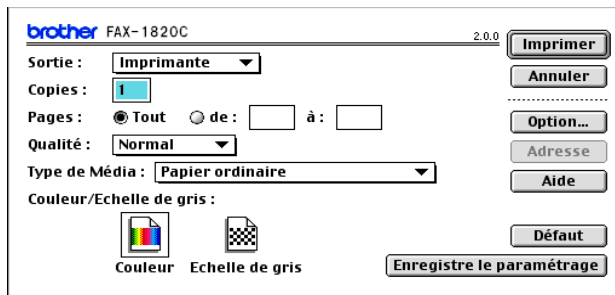 brother FAX-1820C 2.0.0
Imprimer
Sortie : Imprimante
Annuler
Copies : 1
Pages : Tout de : à :
Option...
Qualité : Normal
Adresse
Type de Média : Papier ordinaire
Aide
Couleur/Echelle de gris :
Couleur Echelle de gris
Défaut
Enregistre le paramétrage